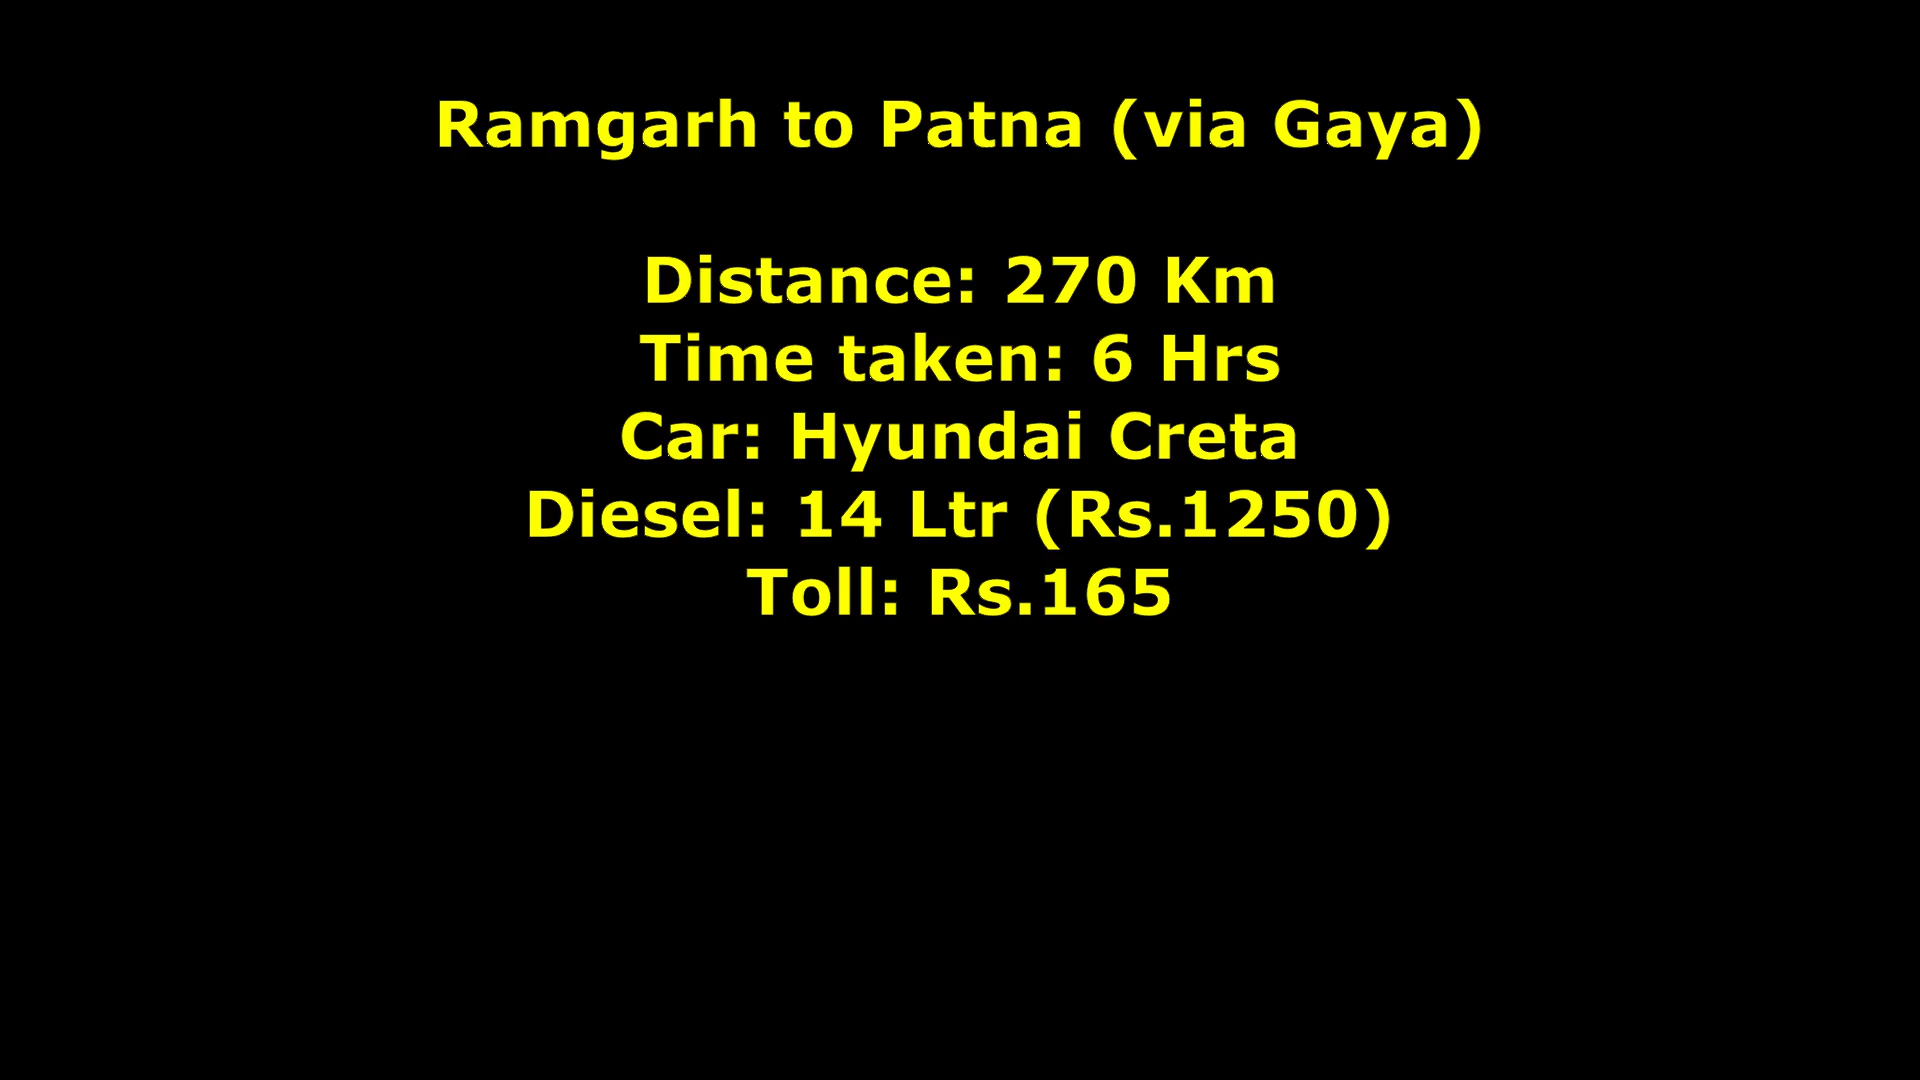 Ramgarh to Patna (via Gaya)
Distance: 270 Km
Time taken: 6 Hrs
Car: Hyundai Creta
Diesel: 14 Ltr (Rs.1250)
Toll: Rs.165